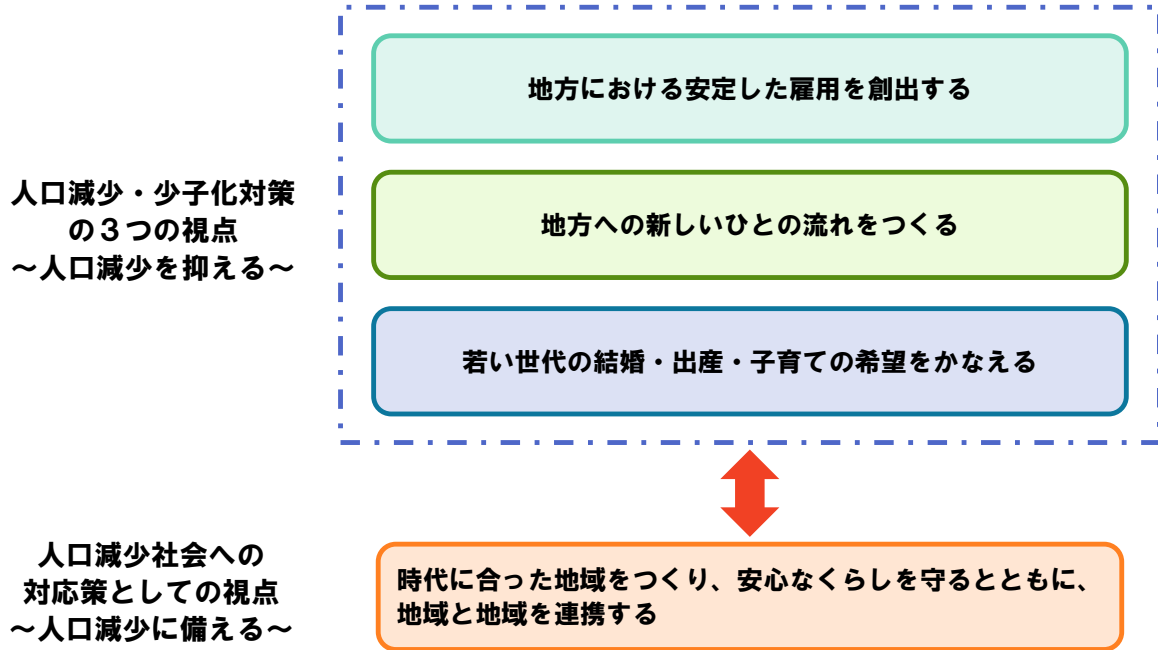 地方における安定した雇用を創出する
人口減少・少子化対策
の３つの視点
～人口減少を抑える～
地方への新しいひとの流れをつくる
若い世代の結婚・出産・子育ての希望をかなえる
人口減少社会への
対応策としての視点
～人口減少に備える～
時代に合った地域をつくり、安心なくらしを守るとともに、
地域と地域を連携する